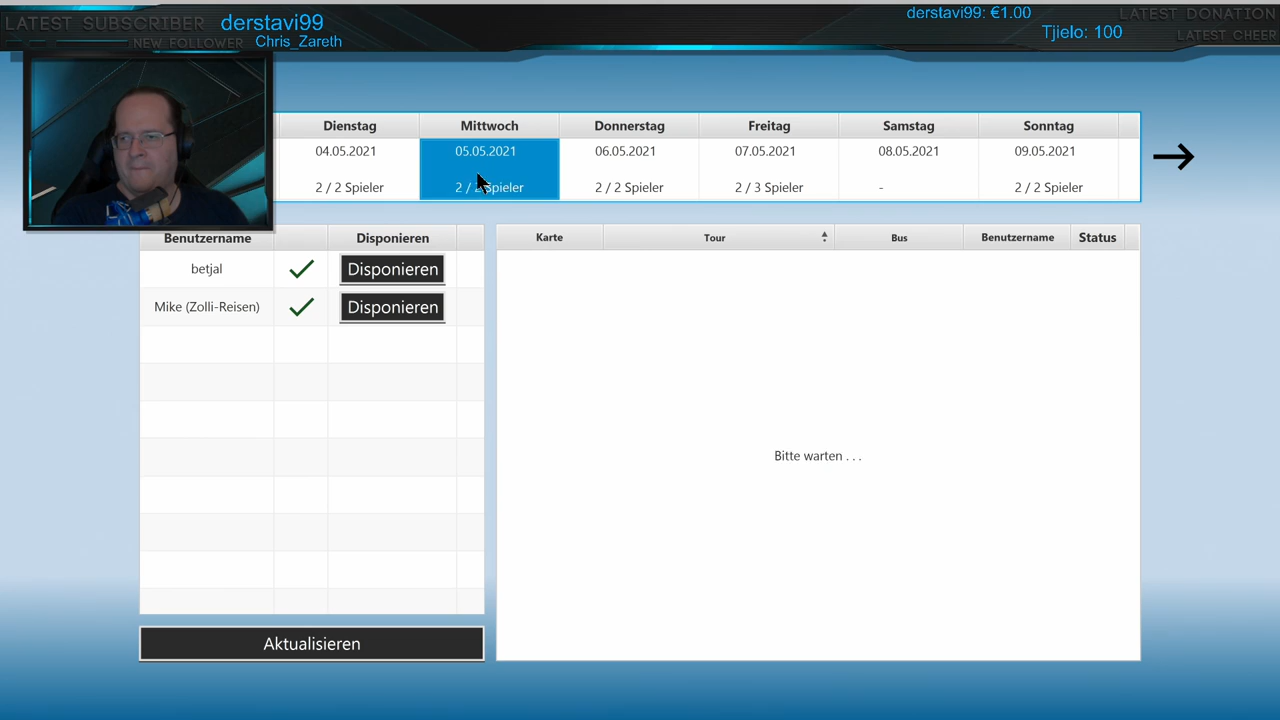 LATEST SUBSCRIBER derstavi99
NEW FOLLOWER Chris_Zareth
derstavi99: €1.00 LATEST DONATION
Tjielo: 100 LATEST CHEER
Dienstag Mittwoch Donnerstag Freitag Samstag Sonntag
04.05.2021 05.05.2021 06.05.2021 07.05.2021 08.05.2021 09.05.2021
2 / 2 Spieler 2 / 2 Spieler 2 / 2 Spieler 2 / 3 Spieler - 2 / 2 Spieler
Benutzername Disponieren
betjal Disponieren
Mike (Zolli-Reisen) Disponieren
Aktualisieren
Karte Tour Bus Benutzername Status
Bitte warten . . .